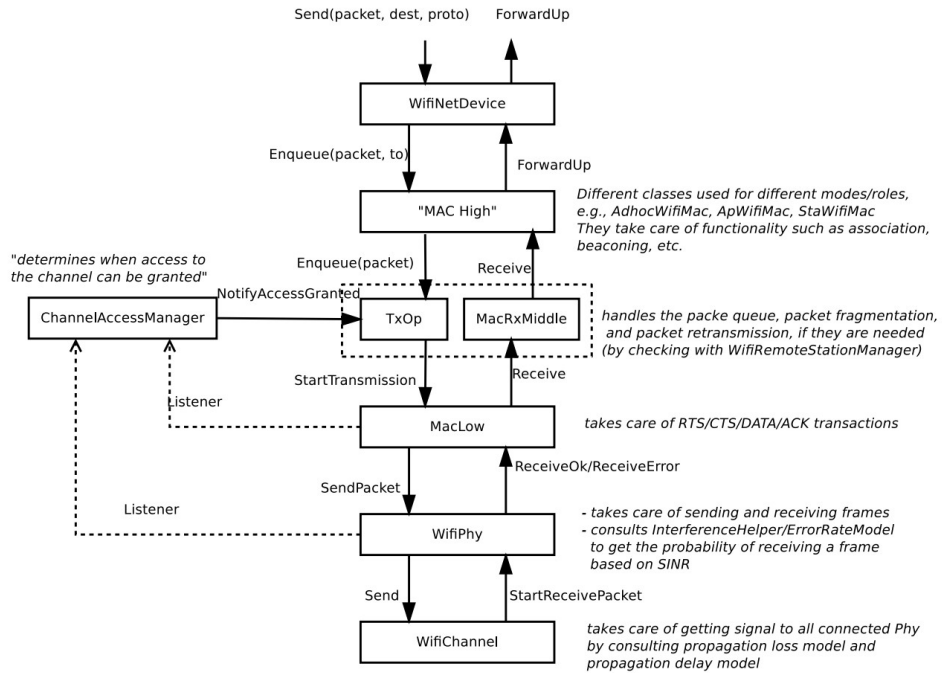 Send(packet, dest, proto)
ForwardUp
WifiNetDevice
Enqueue(packet, to)
ForwardUp
"MAC High"
Different classes used for different modes/roles,
e.g., AdhocWifiMac, ApWifiMac, StaWifiMac
They take care of functionality such as association,
beaconing, etc.
"determines when access to
the channel can be granted"
Enqueue(packet)
Receive
NotifyAccessGranted
ChannelAccessManager
TxOp
MacRxMiddle
handles the packe queue, packet fragmentation,
and packet retransmission, if they are needed
(by checking with WifiRemoteStationManager)
StartTransmission
Receive
Listener
MacLow
takes care of RTS/CTS/DATA/ACK transactions
ReceiveOk/ReceiveError
SendPacket
Listener
WifiPhy
- takes care of sending and receiving frames
- consults InterferenceHelper/ErrorRateModel
to get the probability of receiving a frame
based on SINR
Send
StartReceivePacket
WifiChannel
takes care of getting signal to all connected Phy
by consulting propagation loss model and
propagation delay model